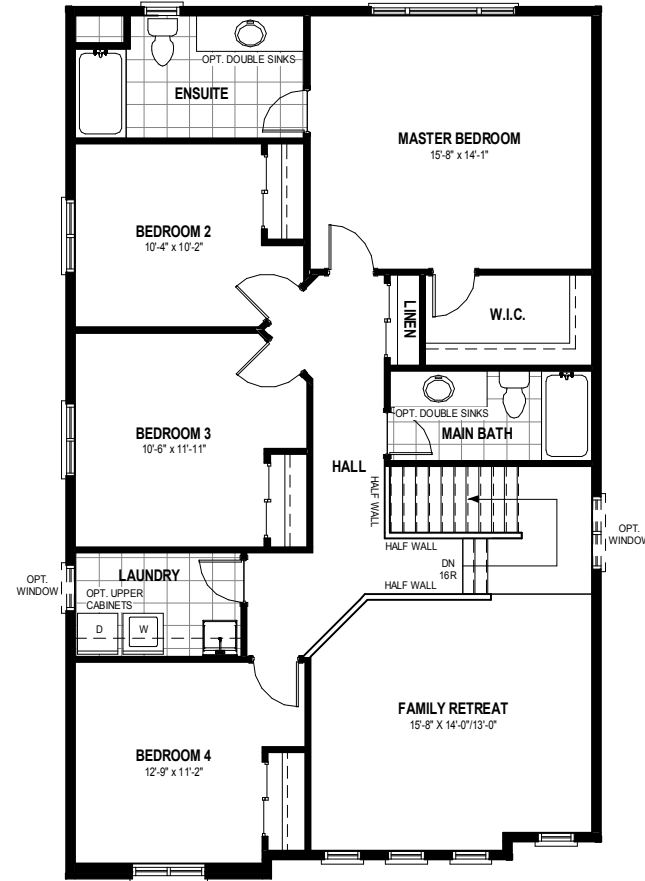 OPT. DOUBLE SINKS
ENSUITE
MASTER BEDROOM
15'-8" x 14'-1"
BEDROOM 2
10'-4" x 10'-2"
LINEN
W.I.C.
OPT. DOUBLE SINKS
MAIN BATH
BEDROOM 3
10'-6" x 11'-11"
HALL
HALF WALL
HALF WALL
OPT.
WINDOW
DN
16R
HALF WALL
LAUNDRY
OPT.
WINDOW
OPT. UPPER
CABINETS
D
W
FAMILY RETREAT
15'-8" X 14'-0"/13'-0"
BEDROOM 4
12'-9" x 11'-2"